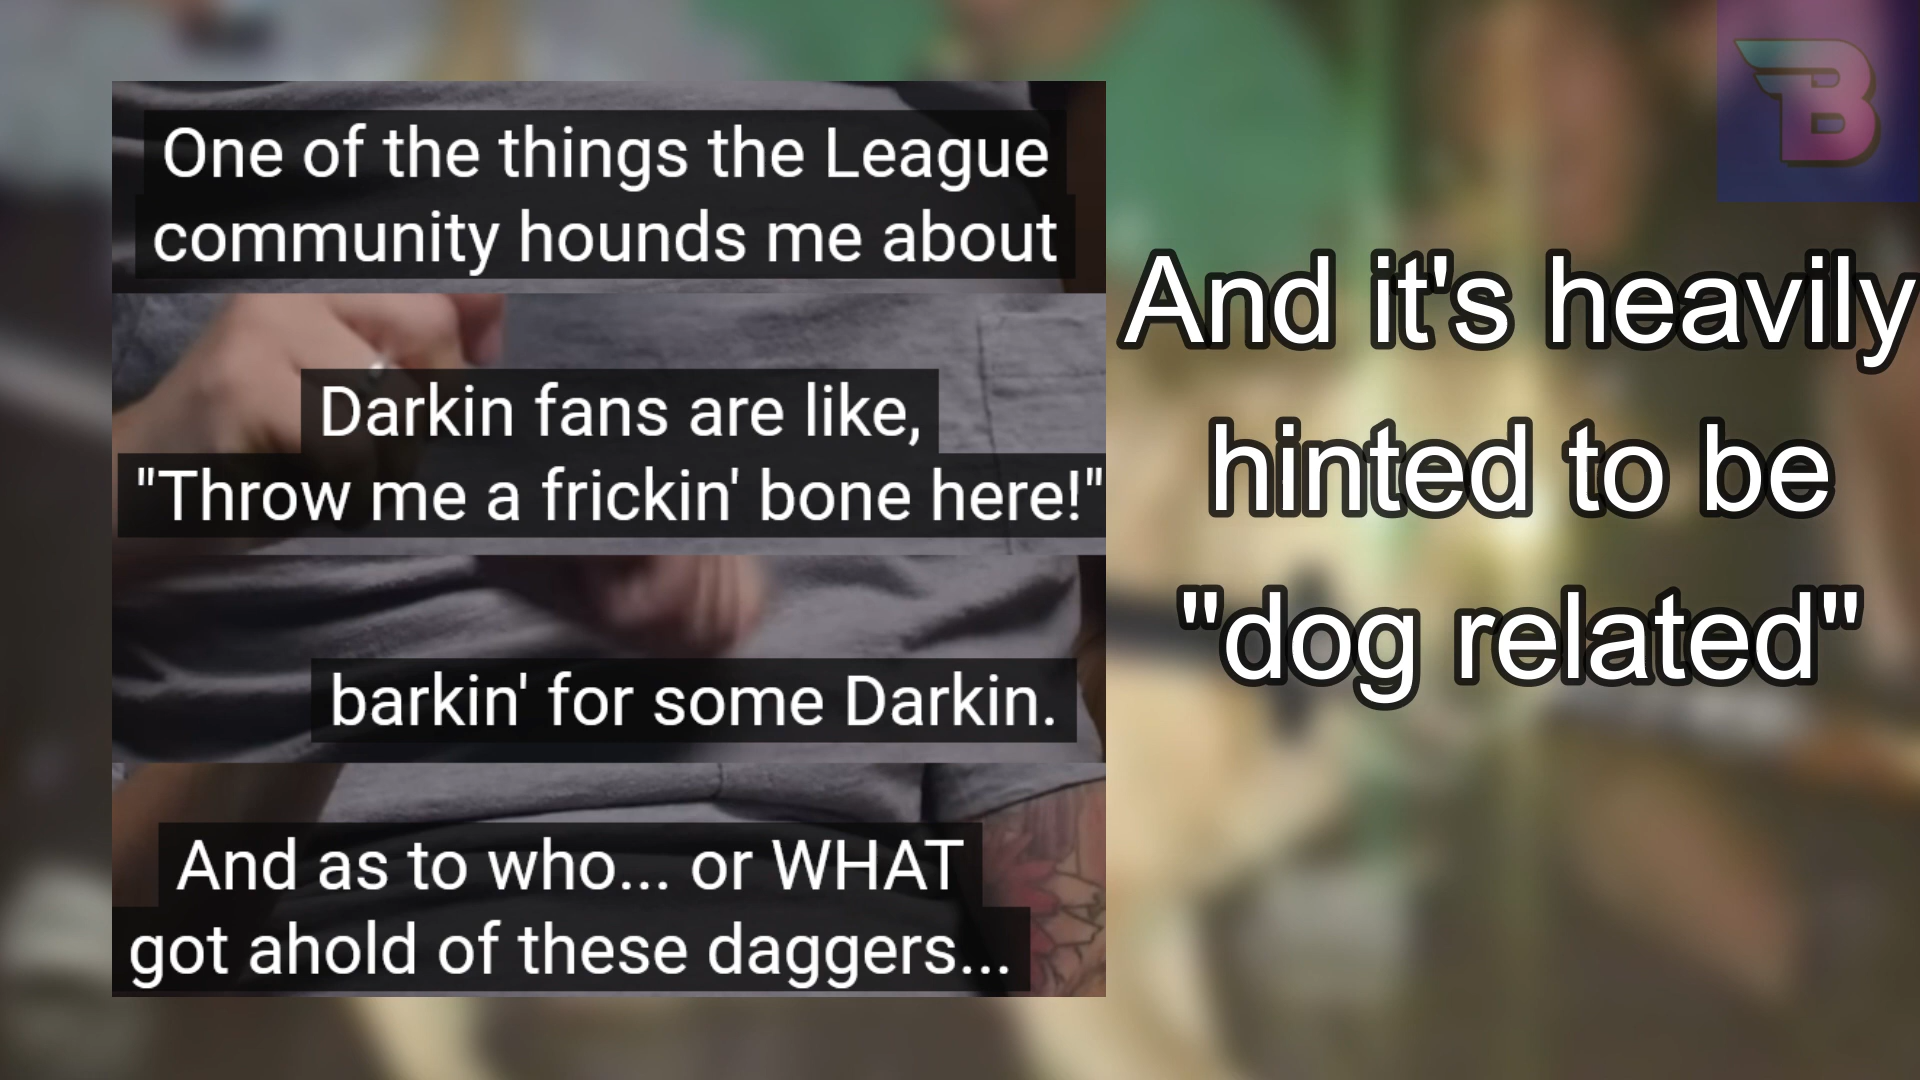 One of the things the League
community hounds me about
Darkin fans are like,
"Throw me a frickin' bone here!"
barkin' for some Darkin.
And as to who... or WHAT
got ahold of these daggers...
And it's heavily
hinted to be
"dog related"
B